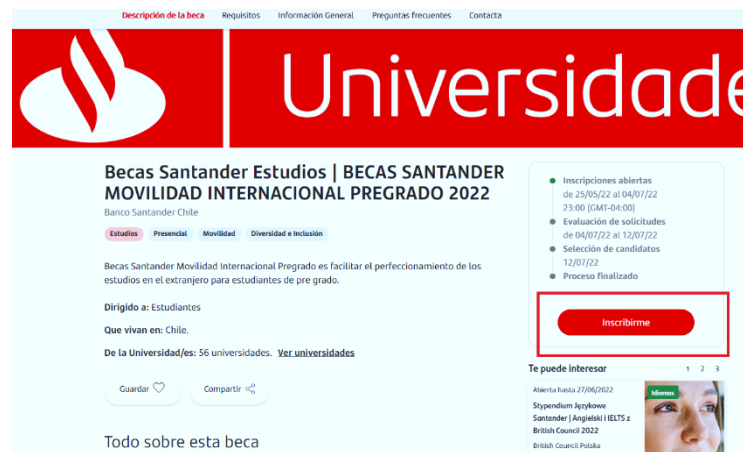 Descripción de la beca Requisitos Información General Preguntas frecuentes Contacta
Universidade
Becas Santander Estudios | BECAS SANTANDER
MOVILIDAD INTERNACIONAL PREGRADO 2022
Banco Santander Chile
Estudios Presencial Movilidad Diversidad e Inclusión
Becas Santander Movilidad Internacional Pregrado es facilitar el perfeccionamiento de los
estudios en el extranjero para estudiantes de pre grado.
Dirigido a: Estudiantes
Que vivan en: Chile.
De la Universidad/es: 56 universidades. Ver universidades
Guardar Compartir
Todo sobre esta beca
Inscripciones abiertas
de 25/05/22 al 04/07/22
23:00 (GMT-04:00)
Evaluación de solicitudes
de 04/07/22 al 12/07/22
Selección de candidatos
12/07/22
Proceso finalizado
Inscribirme
Te puede interesar 1 2 3
Abierta hasta 27/06/2022
Stypendium Językowe
Santander | Angielski i IELTS z
British Council 2022
British Council Polska
Idiomas